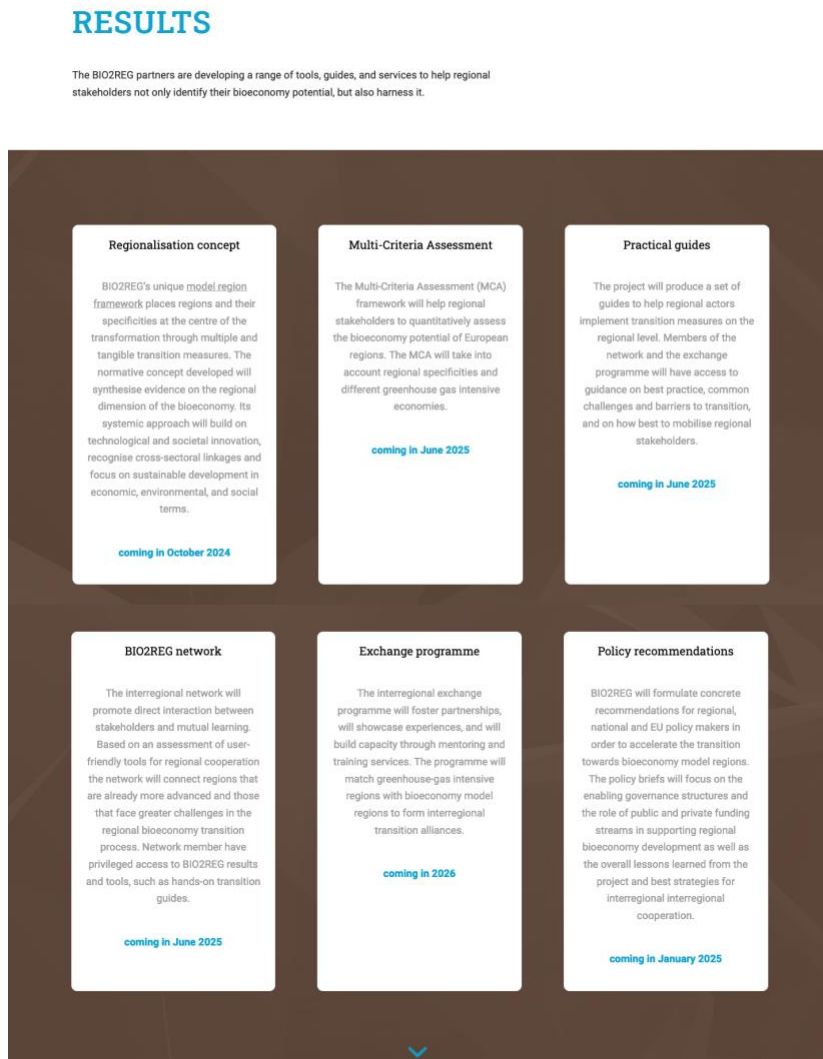 RESULTS
The BIO2REG partners are developing a range of tools, guides, and services to help regional
stakeholders not only identify their bioeconomy potential, but also harness it.
Regionalisation concept
BIO2REG's unique model region
framework places regions and their
specificities at the centre of the
transformation through multiple and
tangible transition measures. The
normative concept developed will
synthesise evidence on the regional
dimension of the bioeconomy. Its
systemic approach will build on
technological and societal innovation,
recognise cross-sectoral linkages and
focus on sustainable development in
economic, environmental, and social
terms.
coming in October 2024
Multi-Criteria Assessment
The Multi-Criteria Assessment (MCA)
framework will help regional
stakeholders to quantitatively assess
the bioeconomy potential of European
regions. The MCA will take into
account regional specificities and
different greenhouse gas intensive
economies.
coming in June 2025
Practical guides
The project will produce a set of
guides to help regional actors
implement transition measures on the
regional level. Members of the
network and the exchange
programme will have access to
guidance on best practice, common
challenges and barriers to transition,
and on how best to mobilise regional
stakeholders.
coming in June 2025
BIO2REG network
The interregional network will
promote direct interaction between
stakeholders and mutual learning.
Based on an assessment of user-
friendly tools for regional cooperation
the network will connect regions that
are already more advanced and those
that face greater challenges in the
regional bioeconomy transition
process. Network member have
privileged access to BIO2REG results
and tools, such as hands-on transition
guides.
coming in June 2025
Exchange programme
The interregional exchange
programme will foster partnerships,
will showcase experiences, and will
build capacity through mentoring and
training services. The programme will
match greenhouse-gas intensive
regions with bioeconomy model
regions to form interregional
transition alliances.
coming in 2026
Policy recommendations
BIO2REG will formulate concrete
recommendations for regional,
national and EU policy makers in
order to accelerate the transition
towards bioeconomy model regions.
The policy briefs will focus on the
enabling governance structures and
the role of public and private funding
streams in supporting regional
bioeconomy development as well as
the overall lessons learned from the
project and best strategies for
interregional interregional
cooperation.
coming in January 2025